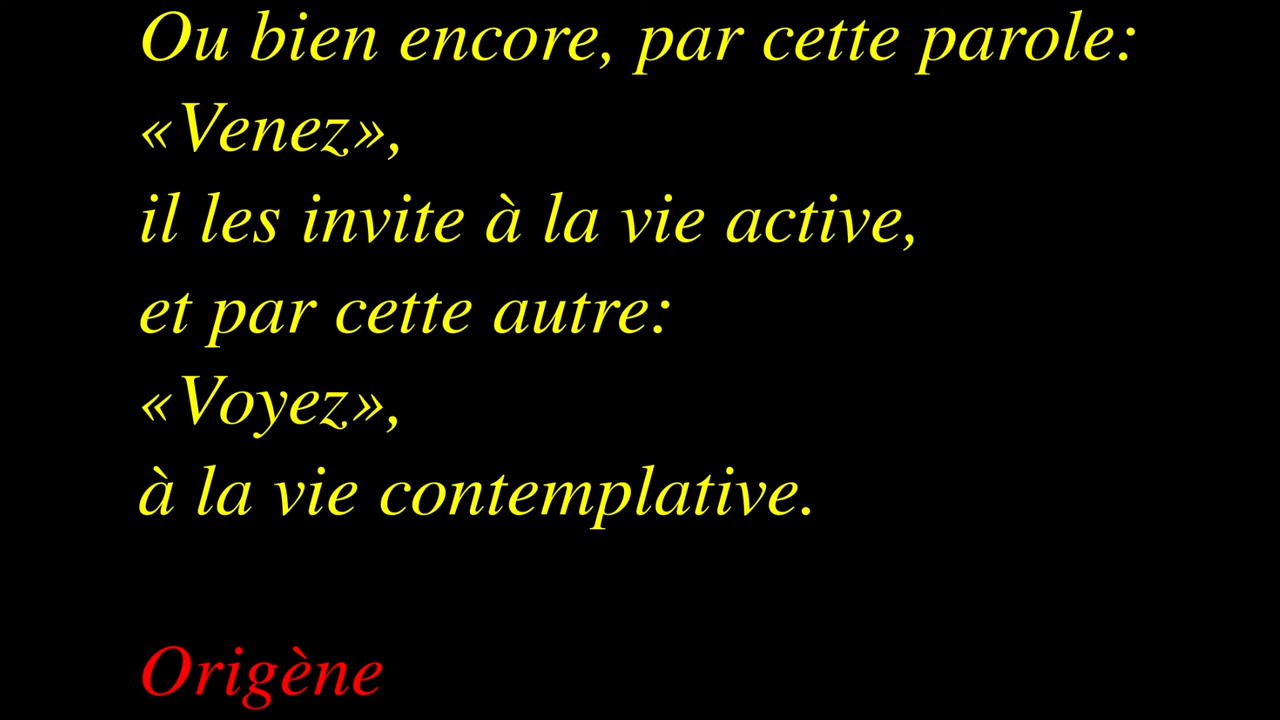 Ou bien encore, par cette parole:
«Venez»,
il les invite à la vie active,
et par cette autre:
«Voyez»,
à la vie contemplative.
Origène